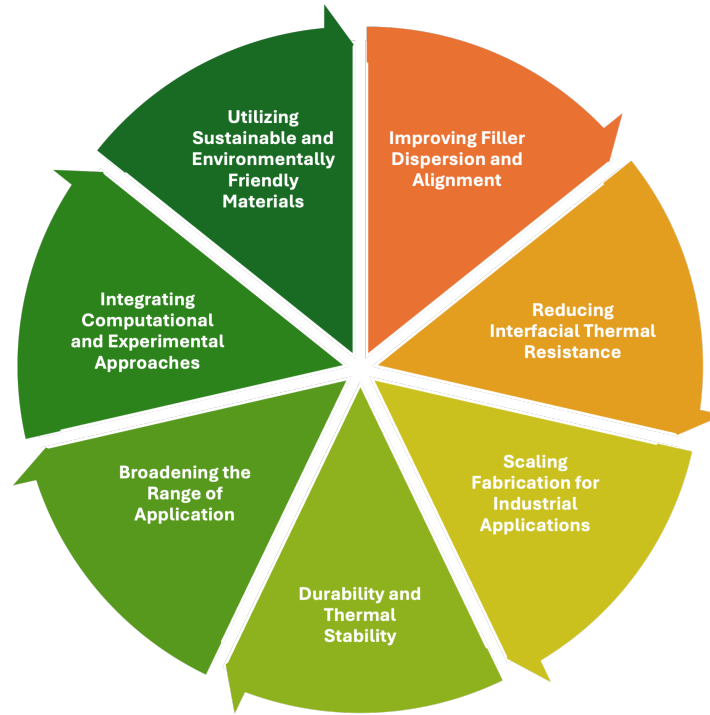 Improving Filler
Dispersion and
Alignment
Reducing
Interfacial Thermal
Resistance
Scaling
Fabrication for
Industrial
Applications
Durability and
Thermal
Stability
Broadening the
Range of
Application
Integrating
Computational
and Experimental
Approaches
Utilizing
Sustainable and
Environmentally
Friendly
Materials